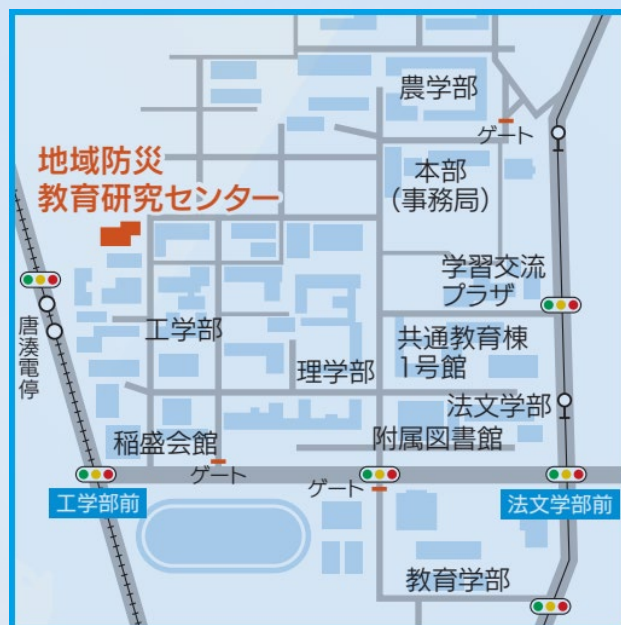 農学部
ゲート
地域防災
教育研究センター
本部
(事務局)
学習交流
プラザ
唐湊電停
工学部
共通教育棟
1号館
理学部
法文学部
稲盛会館
附属図書館
ゲート
ゲート
工学部前
法文学部前
教育学部